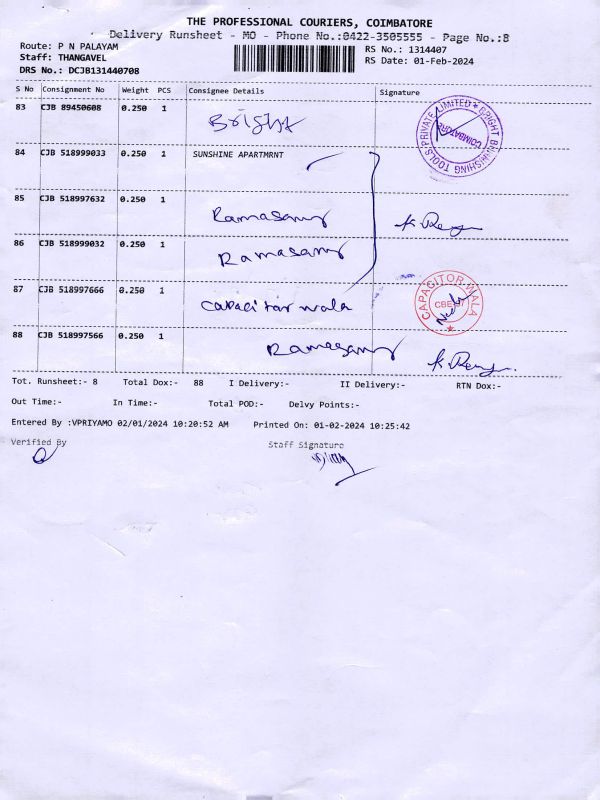 THE PROFESSIONAL COURIERS, COIMBATORE
Delivery Runsheet - MO - Phone No.:0422-3505555 - Page No.:8
Route: P N PALAYAM
RS No.: 1314407
Staff: THANGAVEL
RS Date: 01-Feb-2024
DRS No.: DCJB131440708
S No Consignment No Weight PCS Consignee Details Signature
83 CJB 89450608 0.250 1 Bright
BRIGHT BURNISHING TOOLS PRIVATE LIMITED ★ COIMBATORE
84 CJB 518999033 0.250 1 SUNSHINE APARTMRNT
85 CJB 518997632 0.250 1 Ramasamy
86 CJB 518999032 0.250 1 Ramasamy
87 CJB 518997666 0.250 1 Capacitor wala
CAPACITOR WALA
88 CJB 518997566 0.250 1 Ramasamy
Tot. Runsheet:- 8 Total Dox:- 88 I Delivery:- II Delivery:- RTN Dox:-
Out Time:- In Time:- Total POD:- Delvy Points:-
Entered By :VPRIYAMO 02/01/2024 10:20:52 AM Printed On: 01-02-2024 10:25:42
Verified By Staff Signature